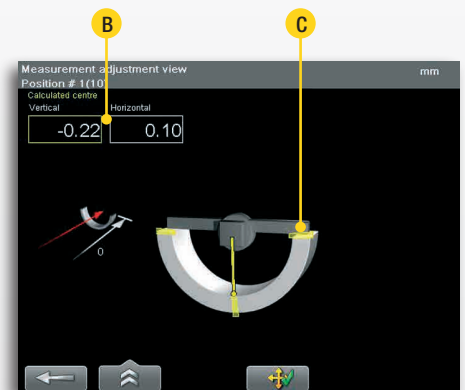 B
C
Measurement adjustment view
mm
Position # 1(10)
Calculated centre
Vertical
Horizontal
-0.22
0.10
0